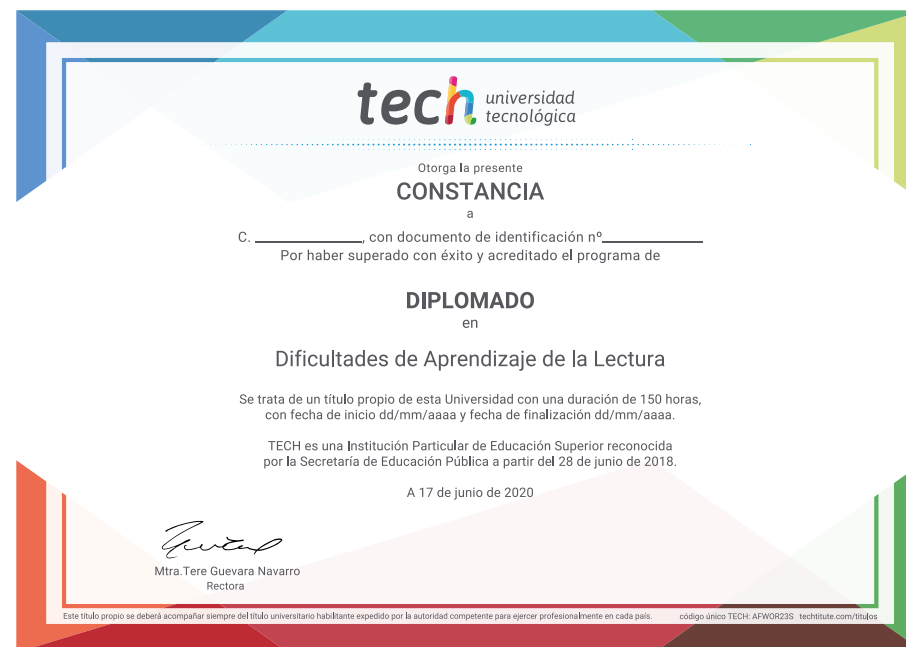 tech universidad
tecnológica
Otorga la presente
CONSTANCIA
a
C. ____________, con documento de identificación nº____________
Por haber superado con éxito y acreditado el programa de
DIPLOMADO
en
Dificultades de Aprendizaje de la Lectura
Se trata de un título propio de esta Universidad con una duración de 150 horas,
con fecha de inicio dd/mm/aaaa y fecha de finalización dd/mm/aaaa.
TECH es una Institución Particular de Educación Superior reconocida
por la Secretaría de Educación Pública a partir del 28 de junio de 2018.
A 17 de junio de 2020
Mtra.Tere Guevara Navarro
Rectora
Este título propio se deberá acompañar siempre del título universitario habilitante expedido por la autoridad competente para ejercer profesionalmente en cada país. código único TECH: AFWOR23S techtitute.com/titulos